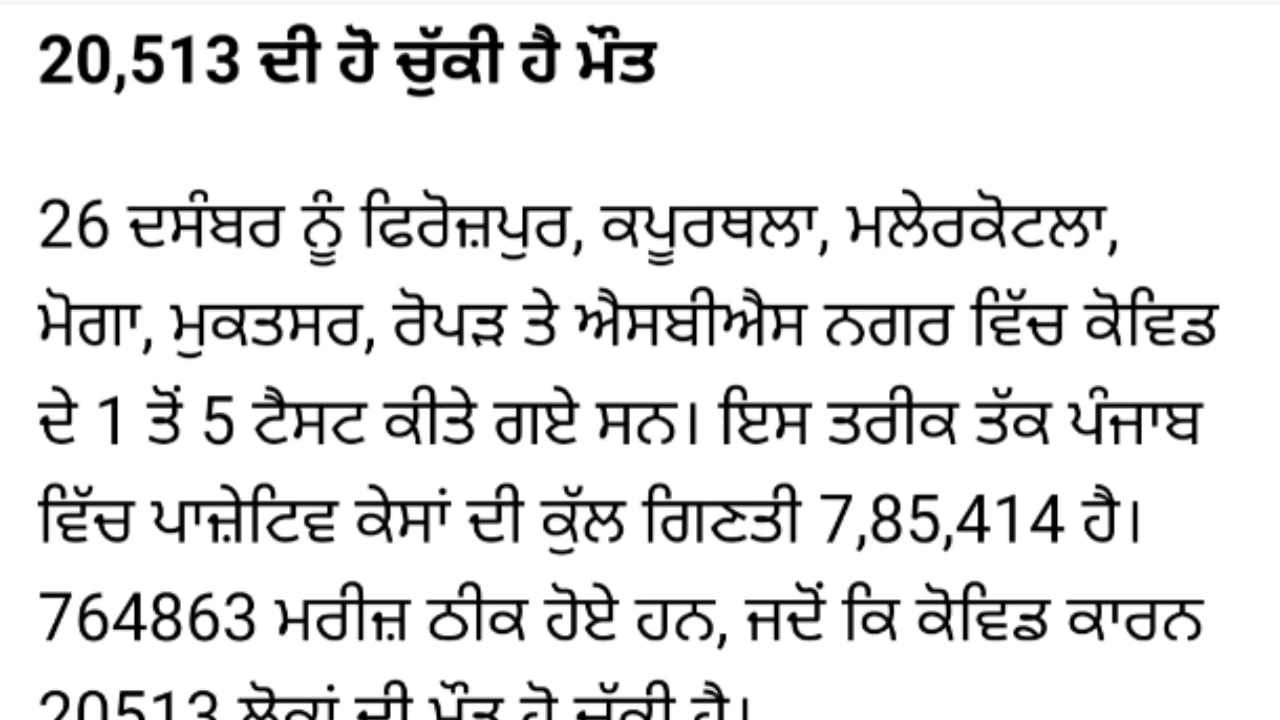 20,513 ਦੀ ਹੋ ਚੁੱਕੀ ਹੈ ਮੌਤ
26 ਦਸੰਬਰ ਨੂੰ ਫਿਰੋਜ਼ਪੁਰ, ਕਪੂਰਥਲਾ, ਮਲੇਰਕੋਟਲਾ,
ਮੋਗਾ, ਮੁਕਤਸਰ, ਰੋਪੜ ਤੇ ਐਸਬੀਐਸ ਨਗਰ ਵਿੱਚ ਕੋਵਿਡ
ਦੇ 1 ਤੋਂ 5 ਟੈਸਟ ਕੀਤੇ ਗਏ ਸਨ। ਇਸ ਤਰੀਕ ਤੱਕ ਪੰਜਾਬ
ਵਿੱਚ ਪਾਜ਼ੇਟਿਵ ਕੇਸਾਂ ਦੀ ਕੁੱਲ ਗਿਣਤੀ 7,85,414 ਹੈ।
764863 ਮਰੀਜ਼ ਠੀਕ ਹੋਏ ਹਨ, ਜਦੋਂ ਕਿ ਕੋਵਿਡ ਕਾਰਨ
20513 ਲੋਕਾਂ ਦੀ ਮੌਤ ਹੋ ਚੁੱਕੀ ਹੈ।